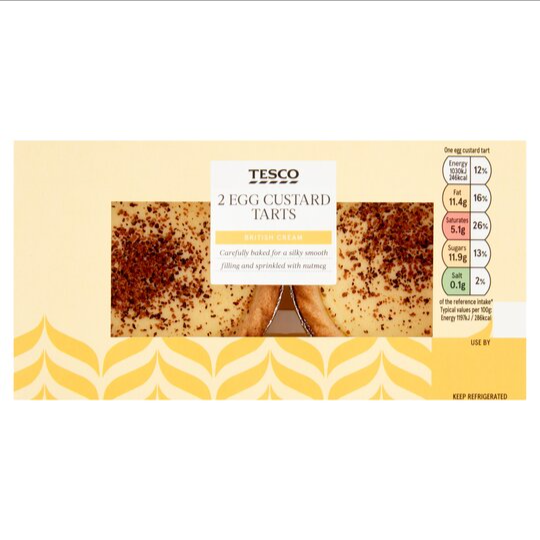 TESCO
2 EGG CUSTARD
TARTS
BRITISH CREAM
Carefully baked for a silky smooth
filling and sprinkled with nutmeg
One egg custard tart
Energy
1030kJ
246kcal
12%
Fat
11.4g
16%
Saturates
5.1g
26%
Sugars
11.9g
13%
Salt
0.1g
2%
of the reference intake*
Typical values per 100g:
Energy 1197kJ / 286kcal
USE BY
KEEP REFRIGERATED